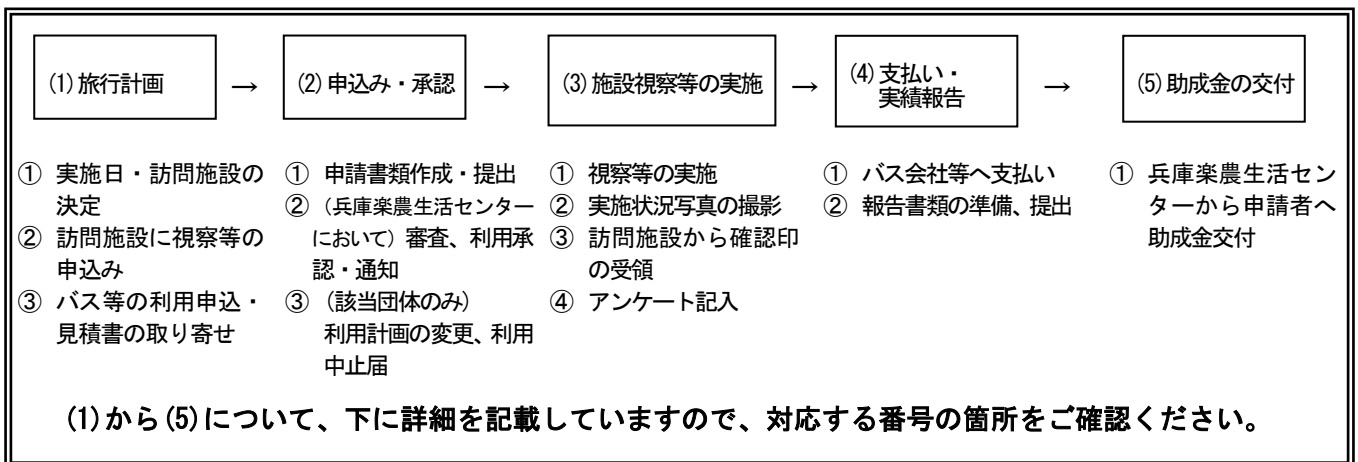 (1)旅行計画 → (2)申込み・承認 → (3)施設視察等の実施 → (4)支払い・
実績報告 → (5)助成金の交付
① 実施日・訪問施設の
決定
② 訪問施設に視察等の
申込み
③ バス等の利用申込・
見積書の取り寄せ
① 申請書類作成・提出
② (兵庫楽農生活センター
において)審査、利用承
認・通知
③ (該当団体のみ)
利用計画の変更、利用
中止届
① 視察等の実施
② 実施状況写真の撮影
③ 訪問施設から確認印
の受領
④ アンケート記入
① バス会社等へ支払い
② 報告書類の準備、提出
① 兵庫楽農生活セン
ターから申請者へ
助成金交付
(1)から(5)について、下に詳細を記載していますので、対応する番号の箇所をご確認ください。